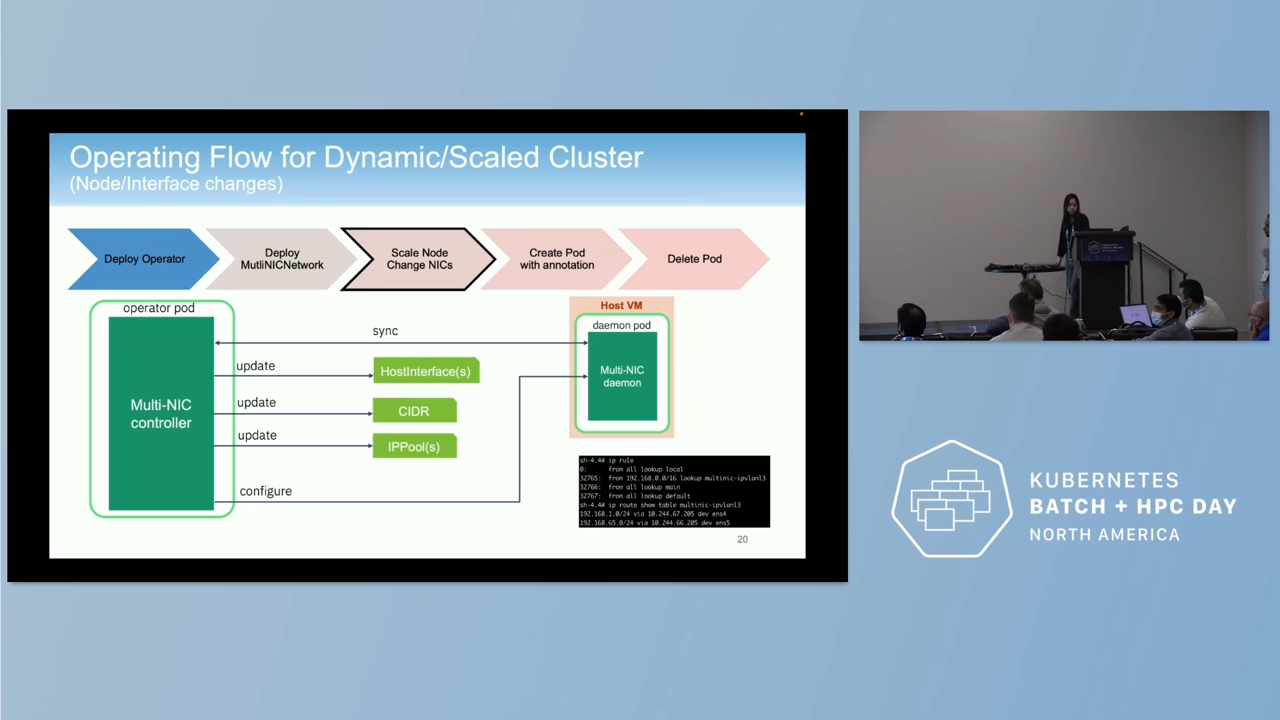 Operating Flow for Dynamic/Scaled Cluster
(Node/Interface changes)
Deploy Operator
Deploy
MutliNICNetwork
Scale Node
Change NICs
Create Pod
with annotation
Delete Pod
operator pod
Multi-NIC
controller
sync
update
HostInterface(s)
update
CIDR
update
IPPool(s)
configure
Host VM
daemon pod
Multi-NIC
daemon
sh-4.4# ip rule
0: from all lookup local
32765: from 192.168.0.0/16 lookup multinic-ipvlanl3
32766: from all lookup main
32767: from all lookup default
sh-4.4# ip route show table multinic-ipvlanl3
192.168.1.0/24 via 10.244.67.205 dev ens4
192.168.65.0/24 via 10.244.66.205 dev ens5
20
KUBERNETES
BATCH + HPC DAY
NORTH AMERICA